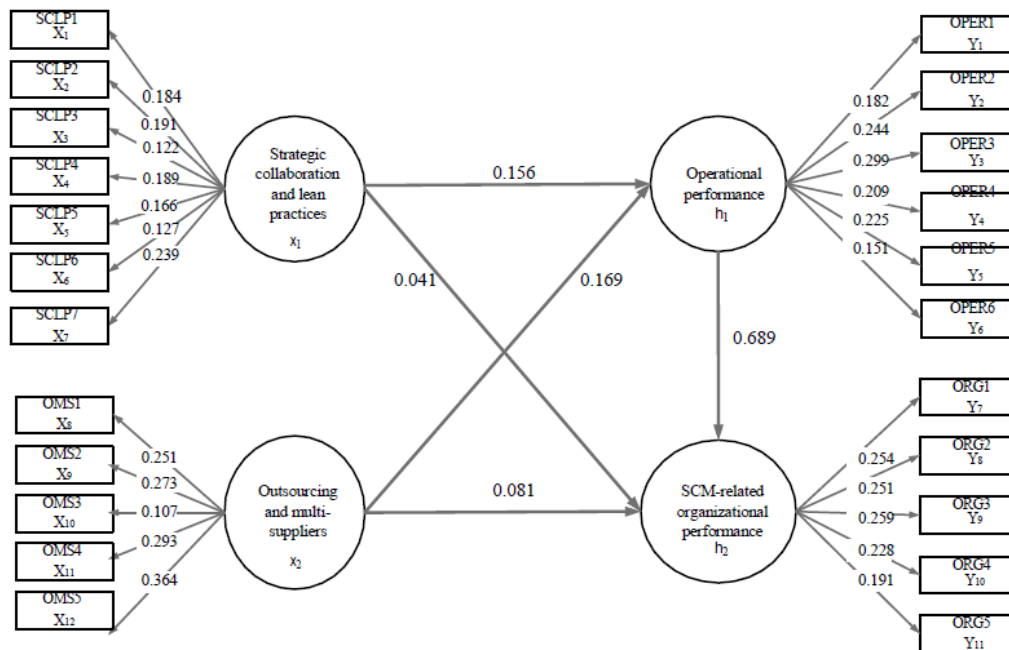 SCLP1
X₁
SCLP2
X₂
SCLP3
X₃
SCLP4
X₄
SCLP5
X₅
SCLP6
X₆
SCLP7
X₇
0.184
0.191
0.122
0.189
0.166
0.127
0.239
Strategic
collaboration
and lean
practices
x₁
0.156
0.041
0.169
Operational
performance
h₁
0.182
0.244
0.299
0.209
0.225
0.151
OPER1
Y₁
OPER2
Y₂
OPER3
Y₃
OPER4
Y₄
OPER5
Y₅
OPER6
Y₆
0.689
OMS1
X₈
OMS2
X₉
OMS3
X₁₀
OMS4
X₁₁
OMS5
X₁₂
0.251
0.273
0.107
0.293
0.364
Outsourcing
and multi-
suppliers
x₂
0.081
SCM-related
organizational
performance
h₂
0.254
0.251
0.259
0.228
0.191
ORG1
Y₇
ORG2
Y₈
ORG3
Y₉
ORG4
Y₁₀
ORG5
Y₁₁